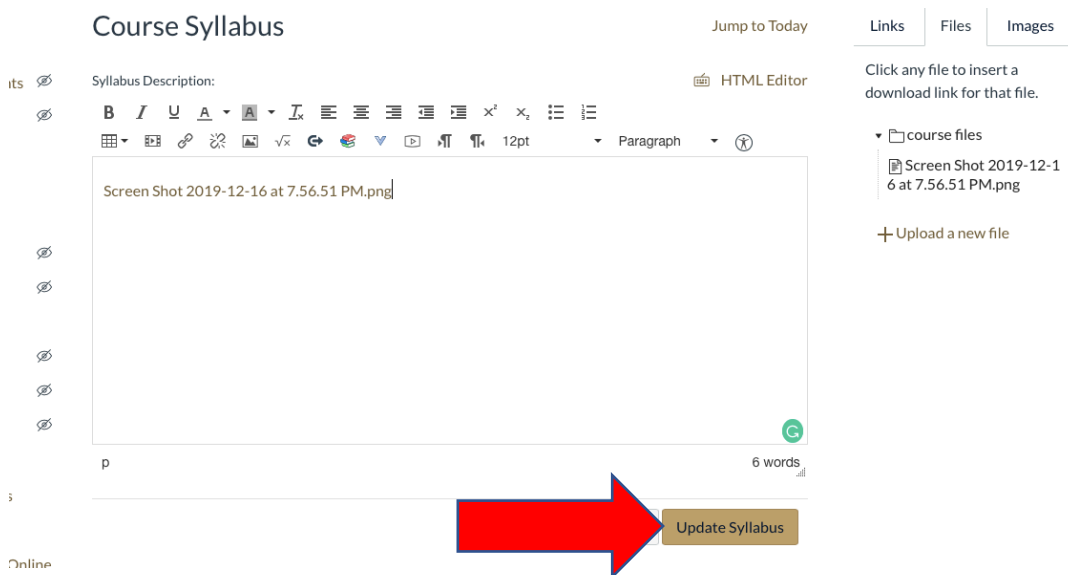 Course Syllabus
Jump to Today
Links
Files
Images
Syllabus Description:
HTML Editor
Click any file to insert a
download link for that file.
12pt
Paragraph
course files
Screen Shot 2019-12-1
6 at 7.56.51 PM.png
Screen Shot 2019-12-16 at 7.56.51 PM.png
Upload a new file
p
6 words
Update Syllabus
Online